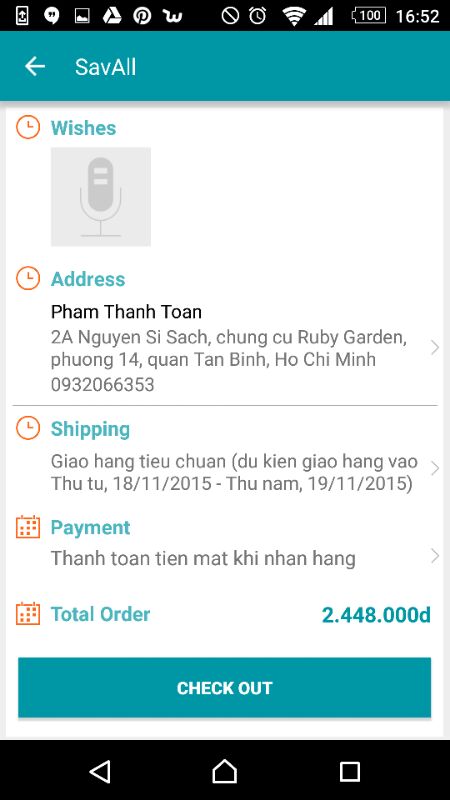 100 16:52
SavAll
Wishes
Address
Pham Thanh Toan
2A Nguyen Si Sach, chung cu Ruby Garden,
phuong 14, quan Tan Binh, Ho Chi Minh
0932066353
Shipping
Giao hang tieu chuan (du kien giao hang vao
Thu tu, 18/11/2015 - Thu nam, 19/11/2015)
Payment
Thanh toan tien mat khi nhan hang
Total Order 2.448.000d
CHECK OUT